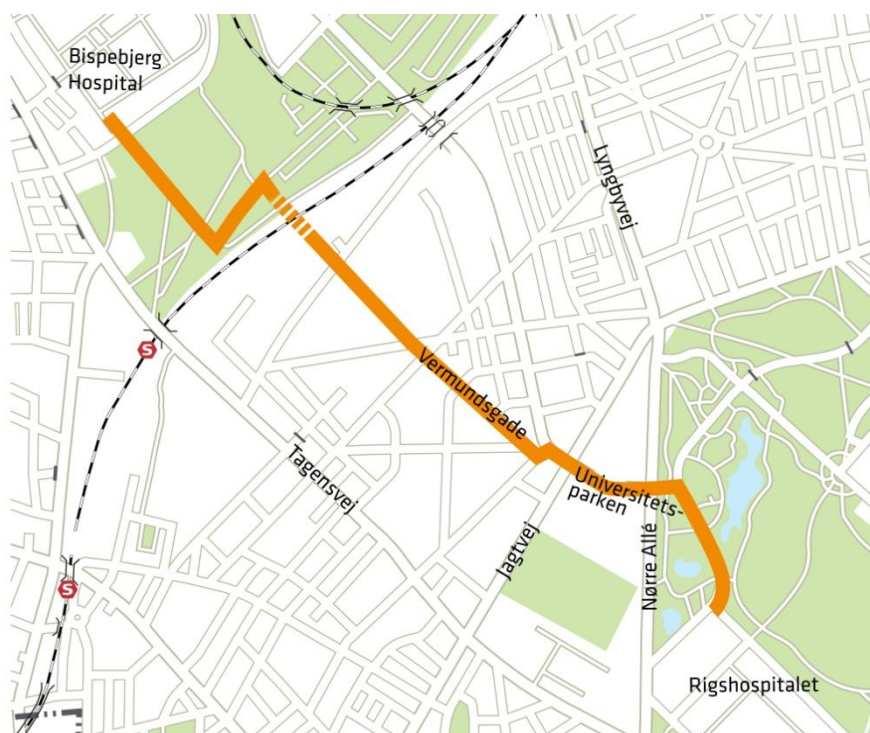 Bispebjerg
Hospital
Lyngbyvej
S
Vermundsgade
Tagensvej
Universitets-
parken
Jagtvej
Nørre Allé
S
Rigshospitalet